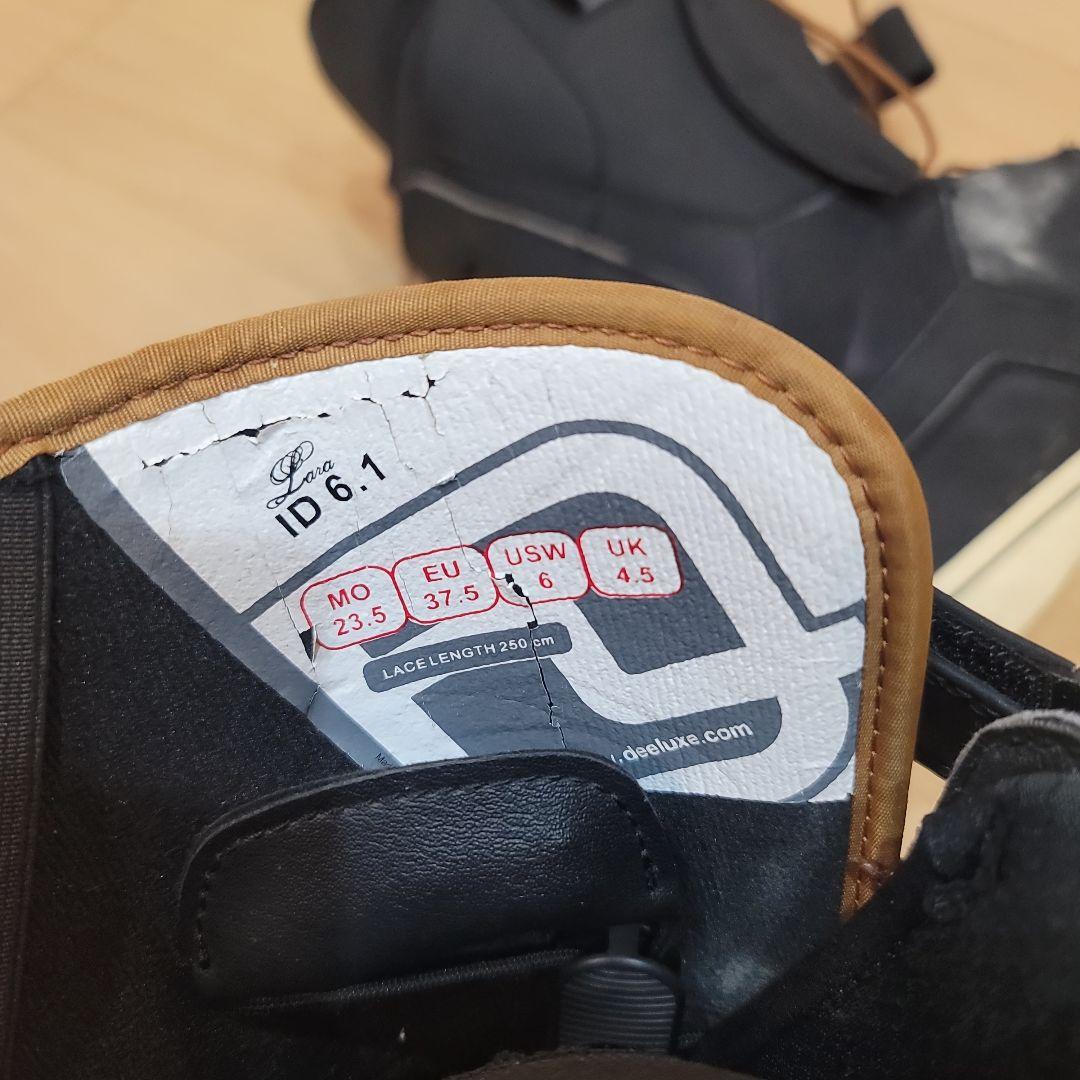 Lara
ID 6.1
MO EU USW UK
23.5 37.5 6 4.5
LACE LENGTH 250 cm
.deeluxe.com